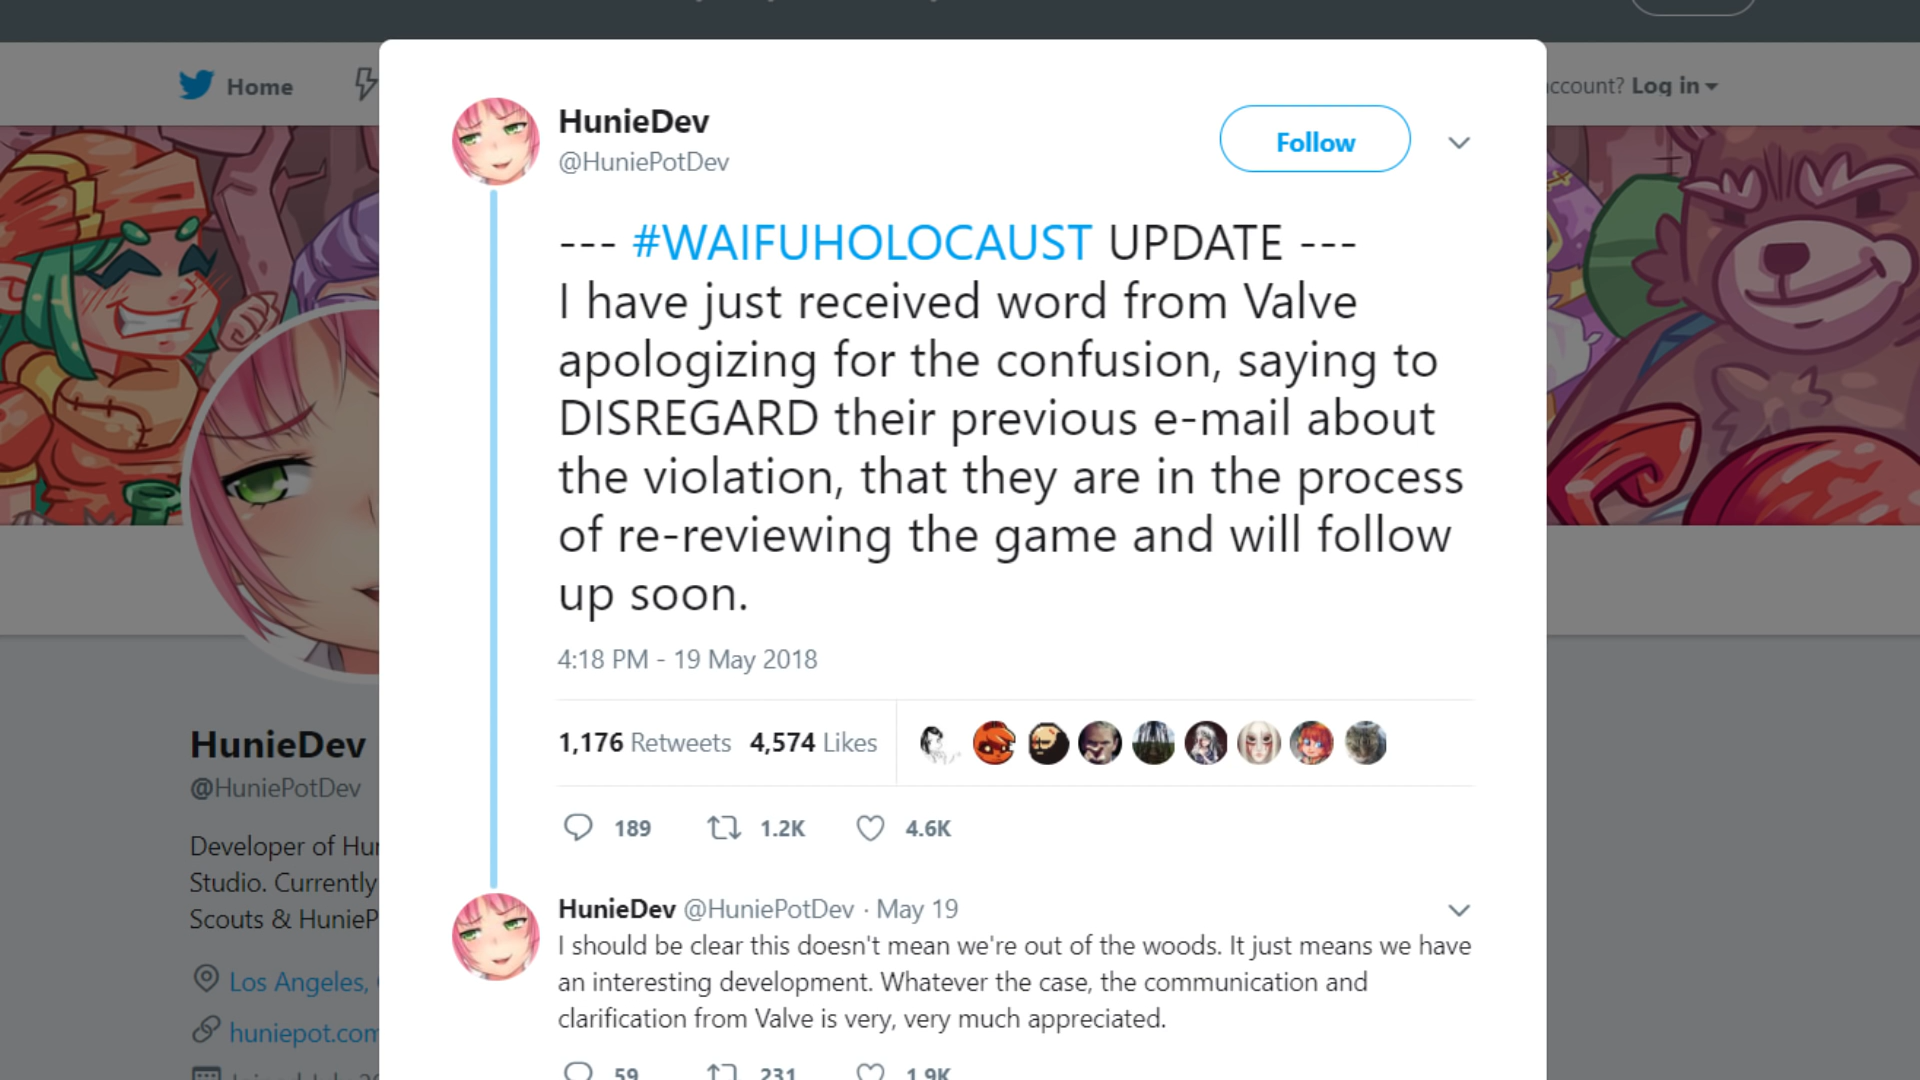 Home
account? Log in
HunieDev
@HuniePotDev
Follow
--- #WAIFUHOLOCAUST UPDATE ---
I have just received word from Valve
apologizing for the confusion, saying to
DISREGARD their previous e-mail about
the violation, that they are in the process
of re-reviewing the game and will follow
up soon.
4:18 PM - 19 May 2018
1,176 Retweets 4,574 Likes
189 1.2K 4.6K
HunieDev @HuniePotDev · May 19
I should be clear this doesn't mean we're out of the woods. It just means we have
an interesting development. Whatever the case, the communication and
clarification from Valve is very, very much appreciated.
59 231 1.9K
HunieDev
@HuniePotDev
Developer of Hu
Studio. Currently
Scouts & HunieP
Los Angeles,
huniepot.com